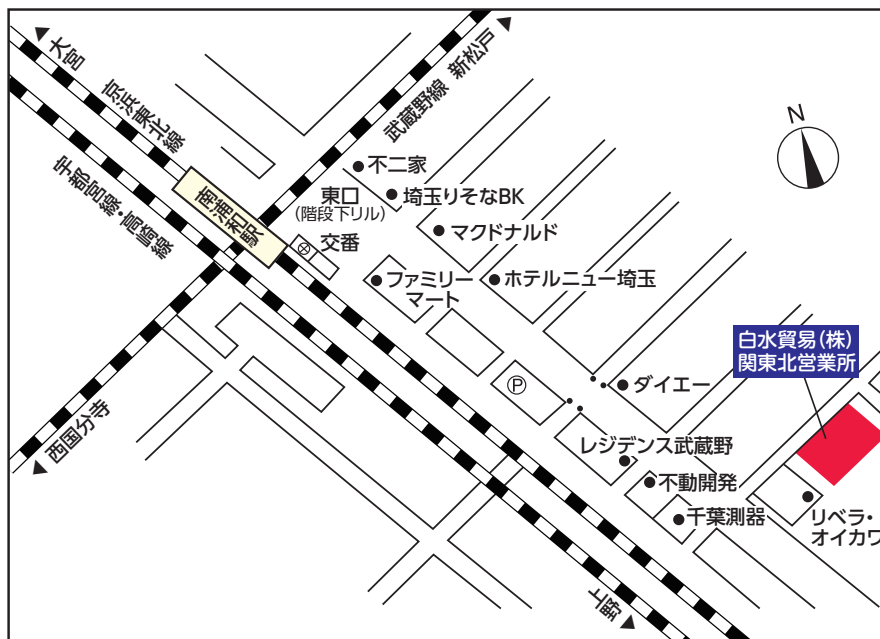 大宮
京浜東北線
宇都宮線・高崎線
武蔵野線 新松戸
N
南浦和駅
不二家
東口
(階段下リル)
埼玉りそなBK
交番
マクドナルド
ファミリー
マート
ホテルニュー埼玉
白水貿易(株)
関東北営業所
P
ダイエー
西国分寺
レジデンス武蔵野
不動開発
千葉測器
リベラ・
オイカワ
上野